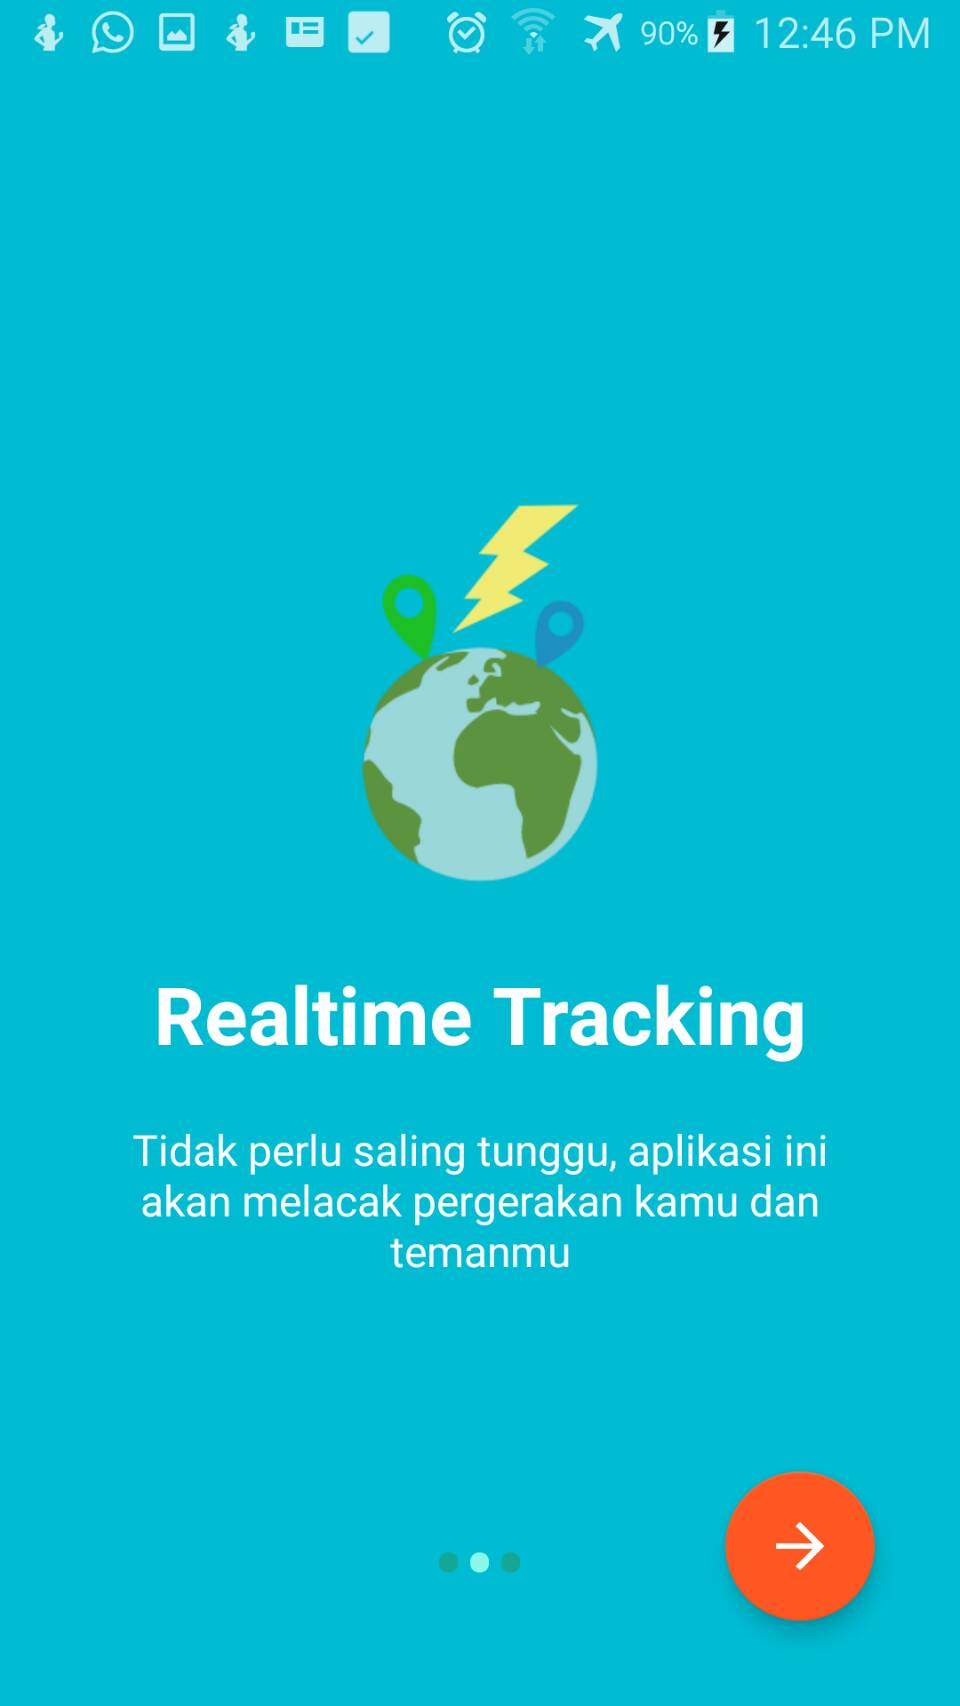 90% 12:46 PM
Realtime Tracking
Tidak perlu saling tunggu, aplikasi ini
akan melacak pergerakan kamu dan
temanmu